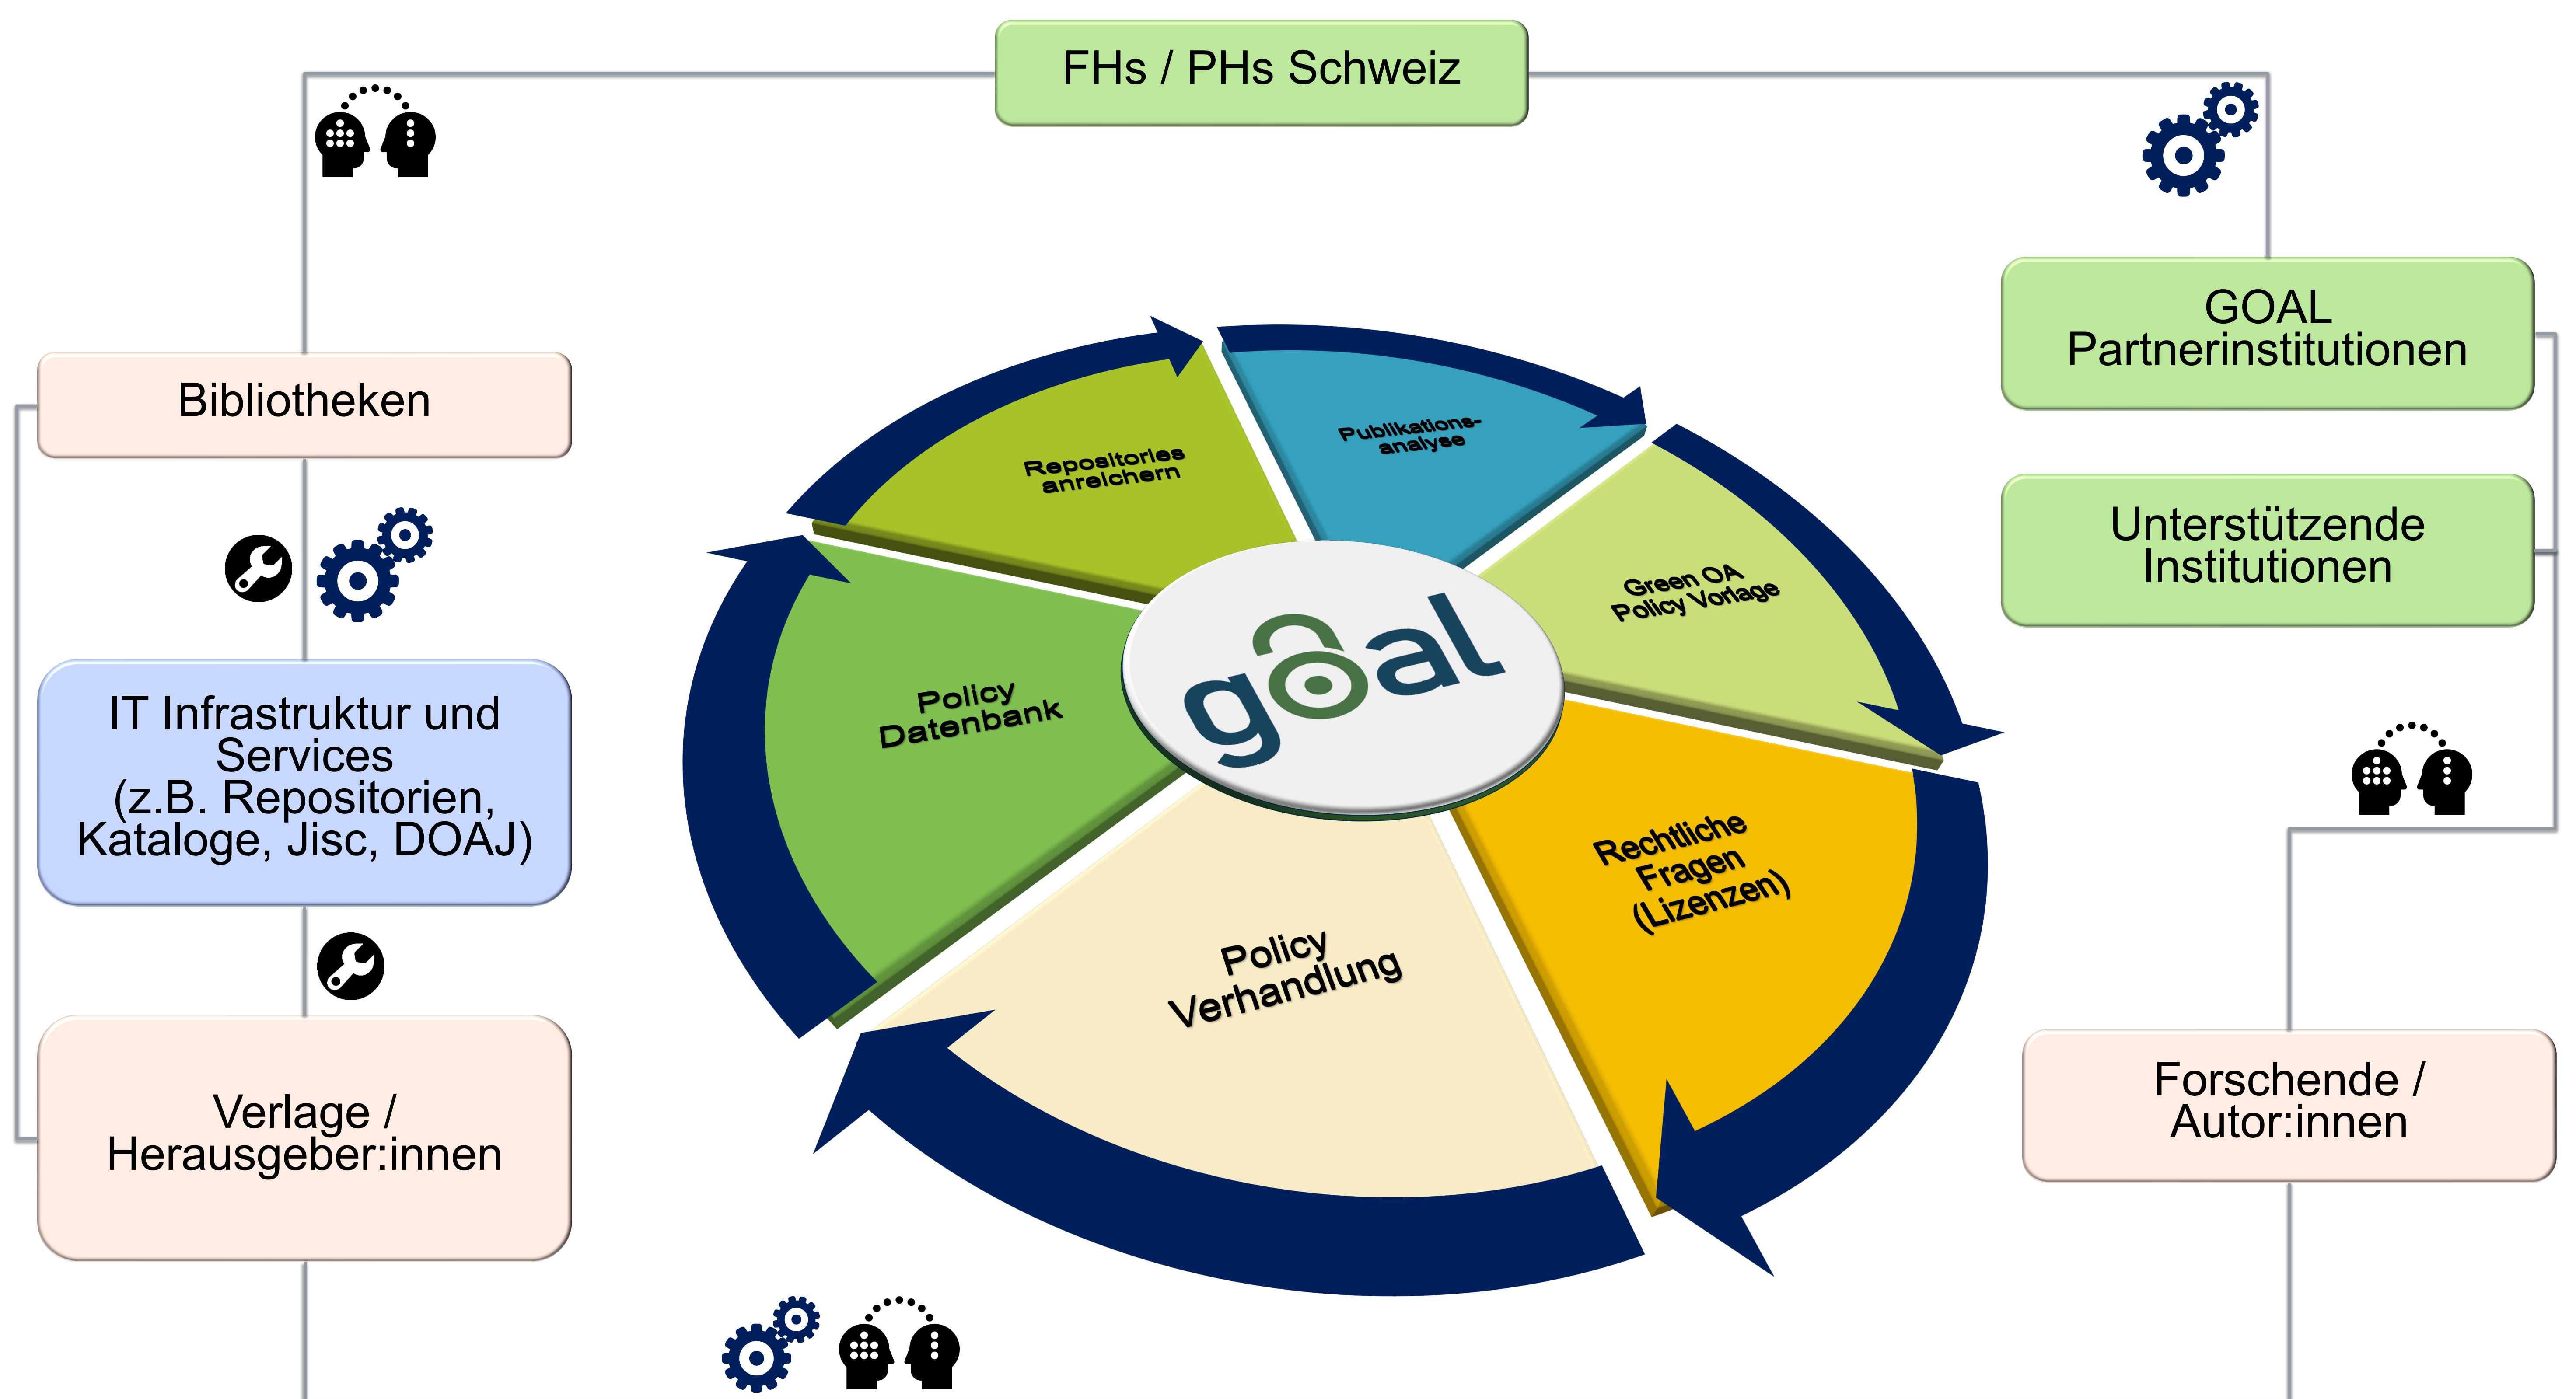 FHs / PHs Schweiz
Bibliotheken
IT Infrastruktur und
Services
(z.B. Repositorien,
Kataloge, Jisc, DOAJ)
Verlage /
Herausgeber:innen
Publikations-
analyse
Green OA
Policy Vorlage
Rechtliche
Fragen
(Lizenzen)
Policy
Verhandlung
Policy
Datenbank
Repositories
anreichern
goal
GOAL
Partnerinstitutionen
Unterstützende
Institutionen
Forschende /
Autor:innen